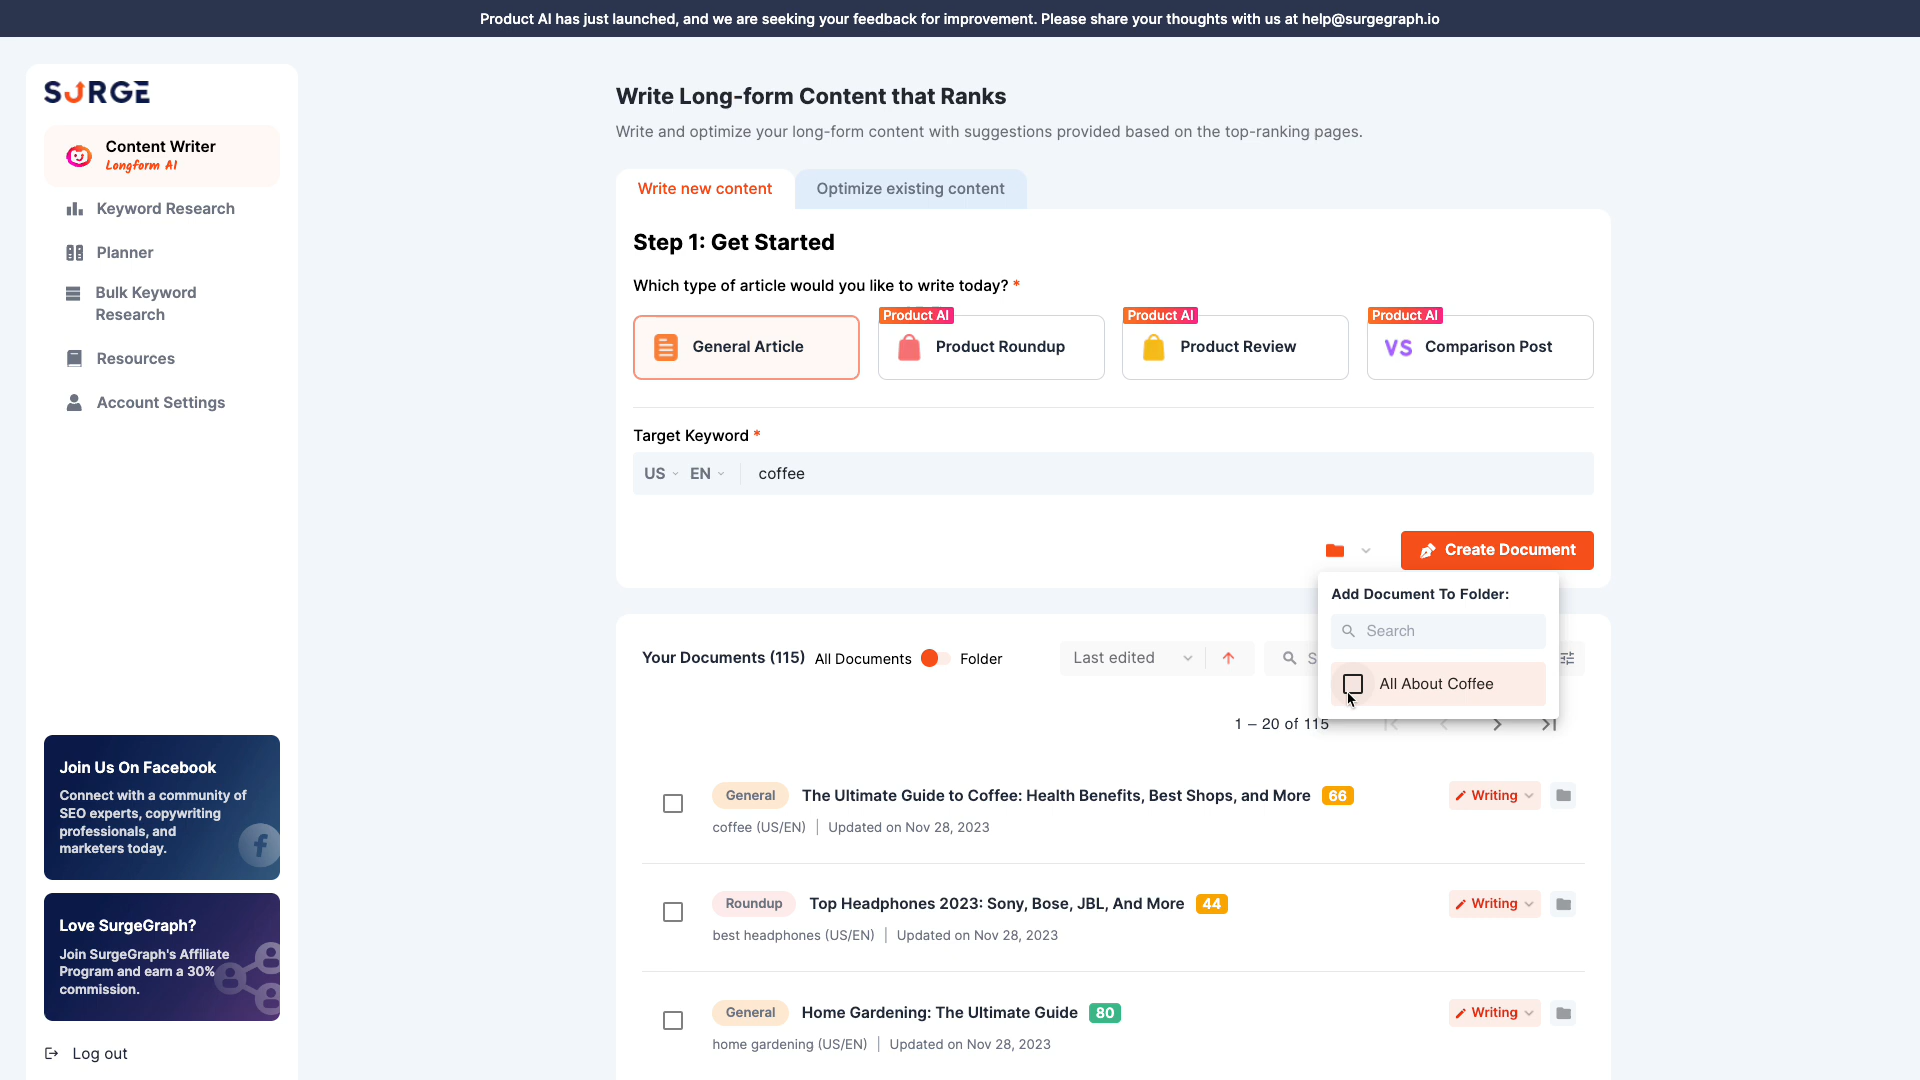 Product AI has just launched, and we are seeking your feedback for improvement. Please share your thoughts with us at help@surgegraph.io
SURGE
Content Writer
Longform AI
Keyword Research
Planner
Bulk Keyword
Research
Resources
Account Settings
Join Us On Facebook
Connect with a community of
SEO experts, copywriting
professionals, and
marketers today.
Love SurgeGraph?
Join SurgeGraph's Affiliate
Program and earn a 30%
commission.
Log out
Write Long-form Content that Ranks
Write and optimize your long-form content with suggestions provided based on the top-ranking pages.
Write new content
Optimize existing content
Step 1: Get Started
Which type of article would you like to write today? *
General Article
Product AI
Product Roundup
Product AI
Product Review
Product AI
VS Comparison Post
Target Keyword *
US EN coffee
Create Document
Add Document To Folder:
Search
All About Coffee
Your Documents (115) All Documents Folder
Last edited
S
1 – 20 of 115
General The Ultimate Guide to Coffee: Health Benefits, Best Shops, and More 66 Writing
coffee (US/EN) | Updated on Nov 28, 2023
Roundup Top Headphones 2023: Sony, Bose, JBL, And More 44 Writing
best headphones (US/EN) | Updated on Nov 28, 2023
General Home Gardening: The Ultimate Guide 80 Writing
home gardening (US/EN) | Updated on Nov 28, 2023